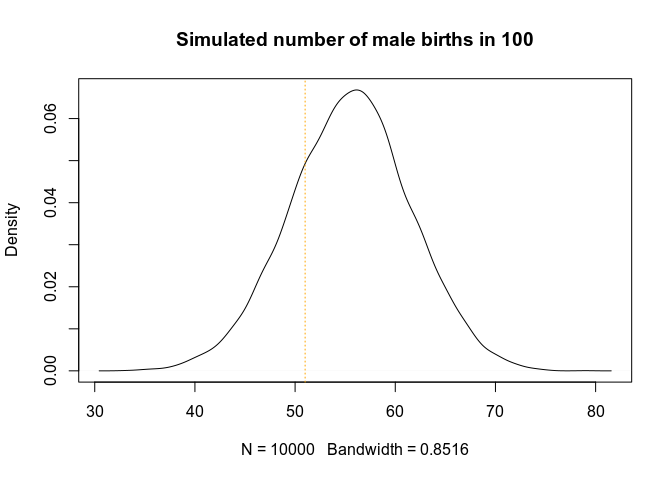 Simulated number of male births in 100
Density
0.06
0.04
0.02
0.00
30 40 50 60 70 80
N = 10000 Bandwidth = 0.8516